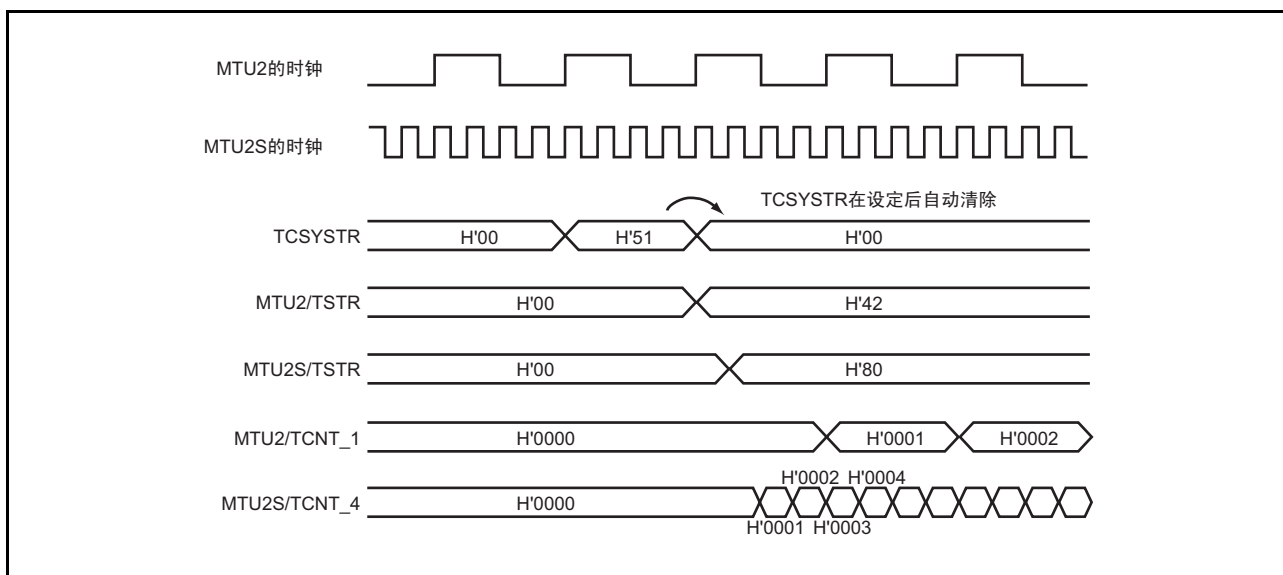 MTU2的时钟
MTU2S的时钟
TCSYSTR在设定后自动清除
TCSYSTR H'00 H'51 H'00
MTU2/TSTR H'00 H'42
MTU2S/TSTR H'00 H'80
MTU2/TCNT_1 H'0000 H'0001 H'0002
H'0002 H'0004
MTU2S/TCNT_4 H'0000
H'0001 H'0003